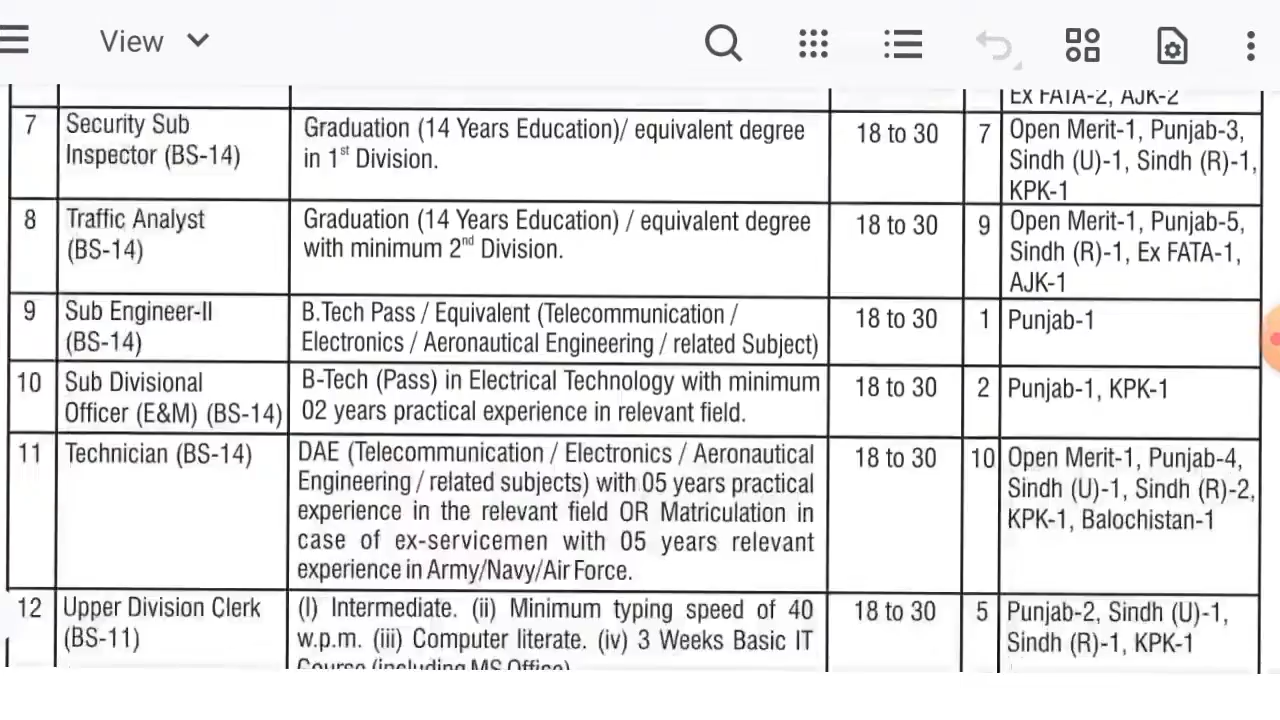 View
Ex FATA-2, AJK-2
7 Security Sub Inspector (BS-14) Graduation (14 Years Education)/ equivalent degree in 1st Division. 18 to 30 7 Open Merit-1, Punjab-3, Sindh (U)-1, Sindh (R)-1, KPK-1
8 Traffic Analyst (BS-14) Graduation (14 Years Education) / equivalent degree with minimum 2nd Division. 18 to 30 9 Open Merit-1, Punjab-5, Sindh (R)-1, Ex FATA-1, AJK-1
9 Sub Engineer-II (BS-14) B.Tech Pass / Equivalent (Telecommunication / Electronics / Aeronautical Engineering / related Subject) 18 to 30 1 Punjab-1
10 Sub Divisional Officer (E&M) (BS-14) B-Tech (Pass) in Electrical Technology with minimum 02 years practical experience in relevant field. 18 to 30 2 Punjab-1, KPK-1
11 Technician (BS-14) DAE (Telecommunication / Electronics / Aeronautical Engineering / related subjects) with 05 years practical experience in the relevant field OR Matriculation in case of ex-servicemen with 05 years relevant experience in Army/Navy/Air Force. 18 to 30 10 Open Merit-1, Punjab-4, Sindh (U)-1, Sindh (R)-2, KPK-1, Balochistan-1
12 Upper Division Clerk (BS-11) (I) Intermediate. (ii) Minimum typing speed of 40 w.p.m. (iii) Computer literate. (iv) 3 Weeks Basic IT Course (including MS Office) 18 to 30 5 Punjab-2, Sindh (U)-1, Sindh (R)-1, KPK-1